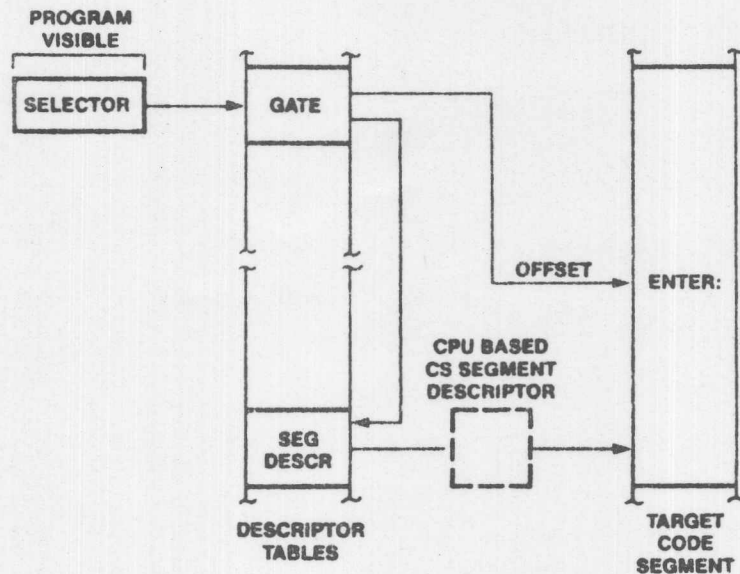 PROGRAM
VISIBLE
SELECTOR
GATE
OFFSET
ENTER:
CPU BASED
CS SEGMENT
DESCRIPTOR
SEG
DESCR
DESCRIPTOR
TABLES
TARGET
CODE
SEGMENT